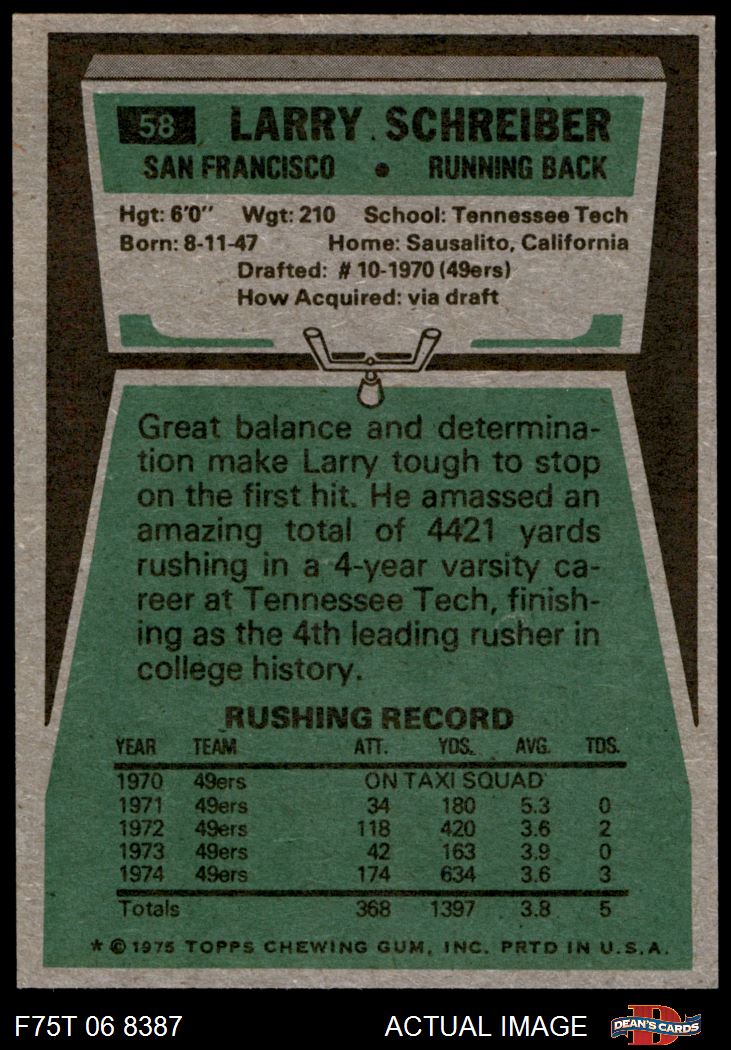 58 LARRY SCHREIBER
SAN FRANCISCO • RUNNING BACK
Hgt: 6'0" Wgt: 210 School: Tennessee Tech
Born: 8-11-47 Home: Sausalito, California
Drafted: #10-1970 (49ers)
How Acquired: via draft
Great balance and determina-
tion make Larry tough to stop
on the first hit. He amassed an
amazing total of 4421 yards
rushing in a 4-year varsity ca-
reer at Tennessee Tech, finish-
ing as the 4th leading rusher in
college history.
RUSHING RECORD
YEAR TEAM ATT. YDS. AVG. TDS.
1970 49ers ON TAXI SQUAD
1971 49ers 34 180 5.3 0
1972 49ers 118 420 3.6 2
1973 49ers 42 163 3.9 0
1974 49ers 174 634 3.6 3
Totals 368 1397 3.8 5
* © 1975 TOPPS CHEWING GUM, INC. PRTD IN U.S.A.
F75T 06 8387 ACTUAL IMAGE D DEAN'S CARDS